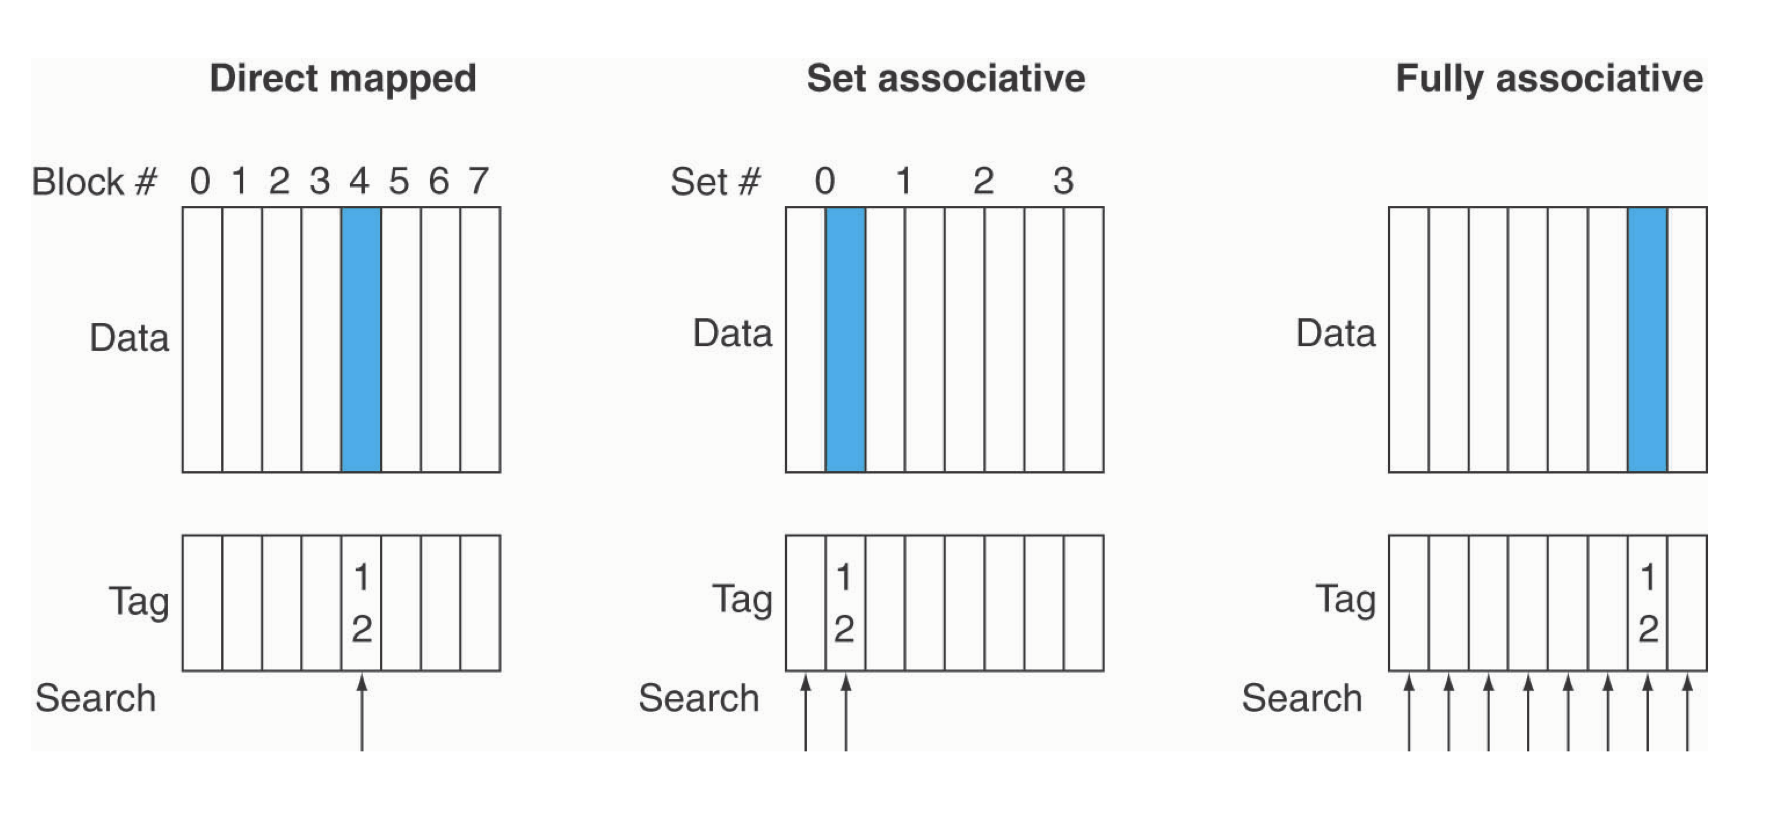 Direct mapped
Block # 0 1 2 3 4 5 6 7
Data
Tag
1
2
Search
Set associative
Set # 0 1 2 3
Data
Tag
1
2
Search
Fully associative
Data
Tag
1
2
Search